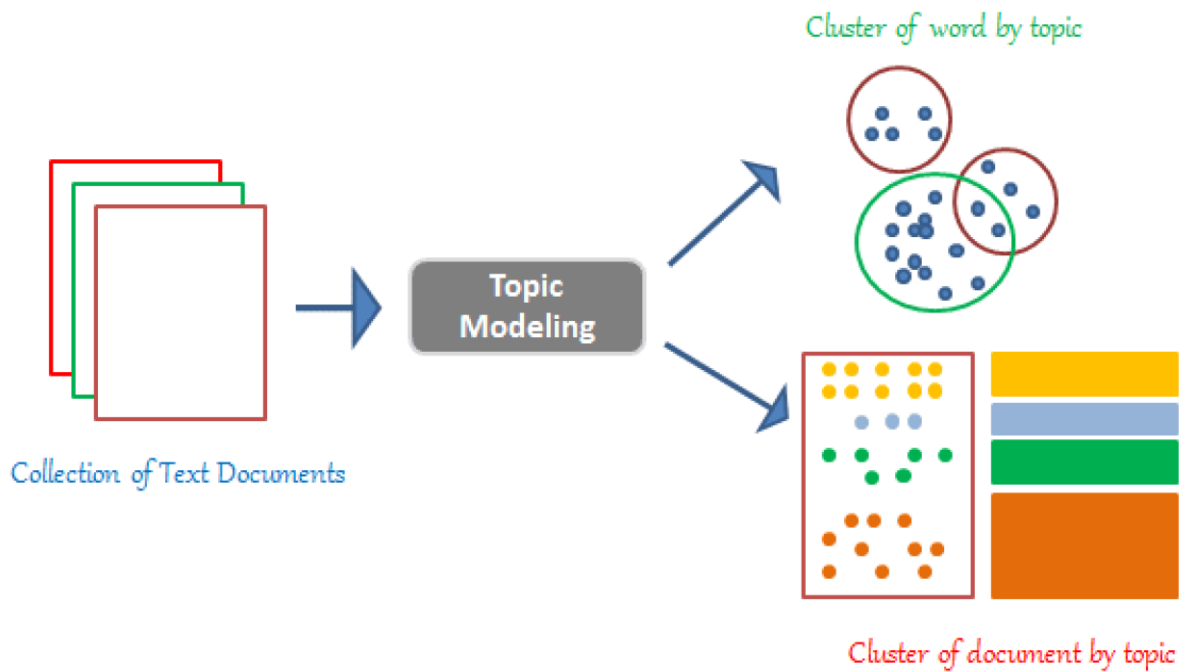 Cluster of word by topic
Topic
Modeling
Collection of Text Documents
Cluster of document by topic